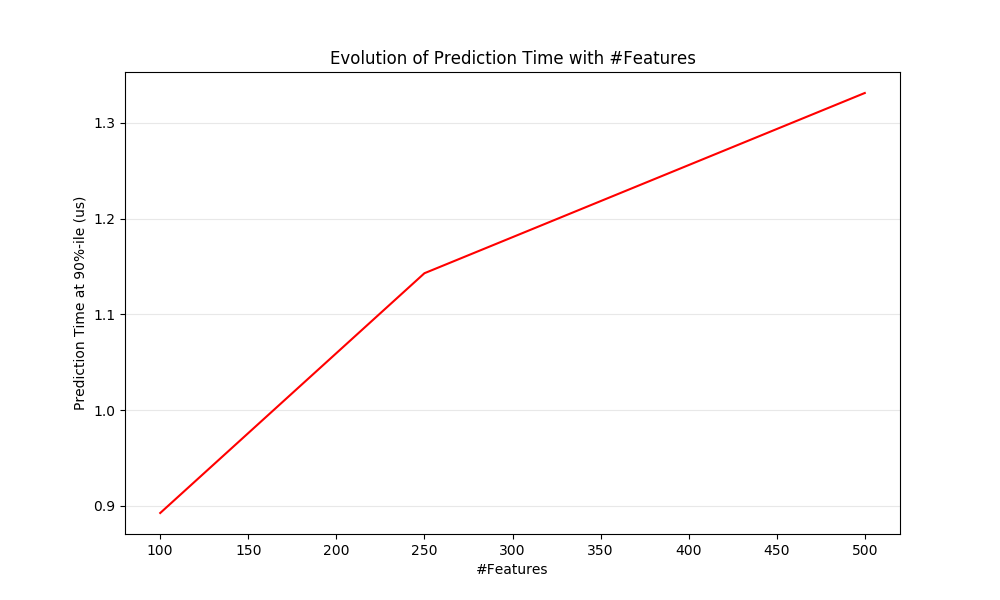 Evolution of Prediction Time with #Features
Prediction Time at 90%-ile (us)
1.3
1.2
1.1
1.0
0.9
100 150 200 250 300 350 400 450 500
#Features